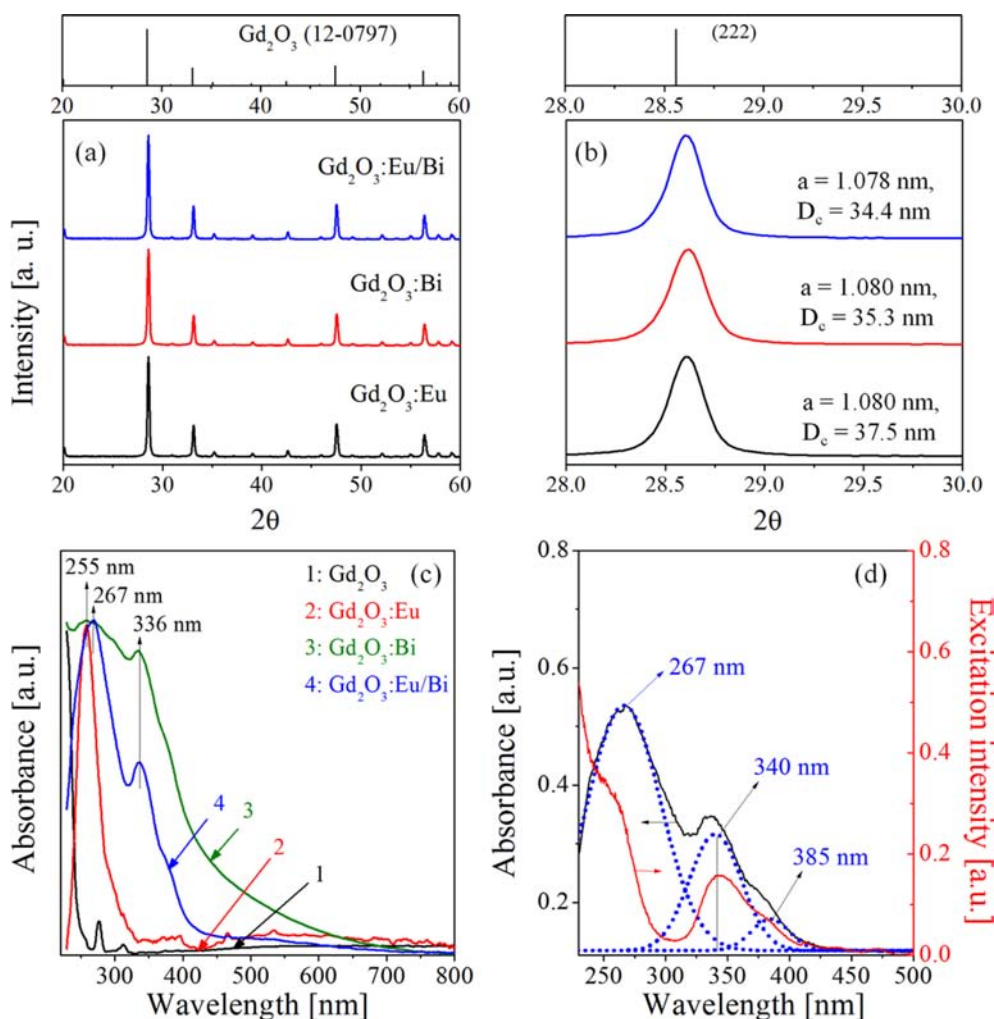 Gd₂O₃ (12-0797)
20 30 40 50 60
(a)
Gd₂O₃:Eu/Bi
Gd₂O₃:Bi
Gd₂O₃:Eu
Intensity [a. u.]
20 30 40 50 60
2θ
(222)
28.0 28.5 29.0 29.5 30.0
(b)
a = 1.078 nm,
D_c = 34.4 nm
a = 1.080 nm,
D_c = 35.3 nm
a = 1.080 nm,
D_c = 37.5 nm
28.0 28.5 29.0 29.5 30.0
2θ
255 nm
267 nm
336 nm
1: Gd₂O₃
2: Gd₂O₃:Eu
3: Gd₂O₃:Bi
4: Gd₂O₃:Eu/Bi
(c)
4
3
2
1
Absorbance [a.u.]
300 400 500 600 700 800
Wavelength [nm]
(d)
0.8
0.6
0.4
0.2
Absorbance [a.u.]
267 nm
340 nm
385 nm
0.8
0.6
0.4
0.2
0.0
Excitation intensity [a.u.]
250 300 350 400 450 500
Wavelength [nm]